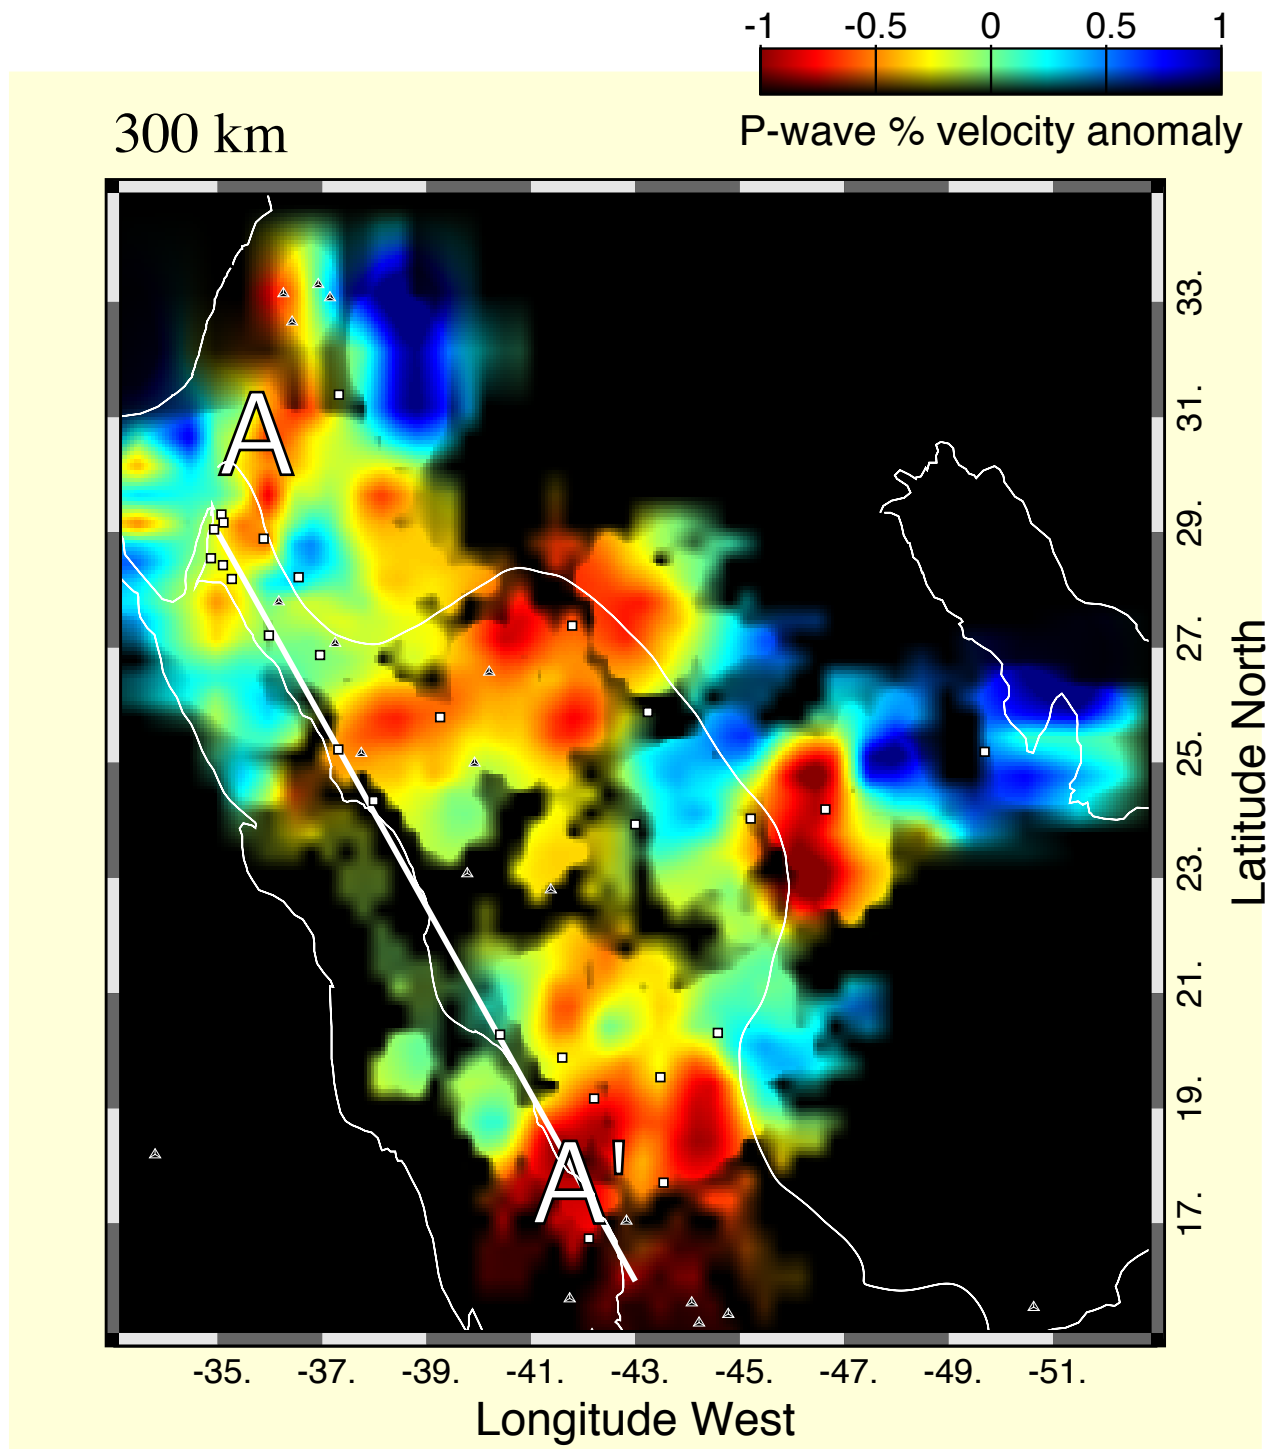 -1 -0.5 0 0.5 1
P-wave % velocity anomaly
300 km
A
A'
33.
31.
29.
27.
25.
23.
21.
19.
17.
Latitude North
-35. -37. -39. -41. -43. -45. -47. -49. -51.
Longitude West